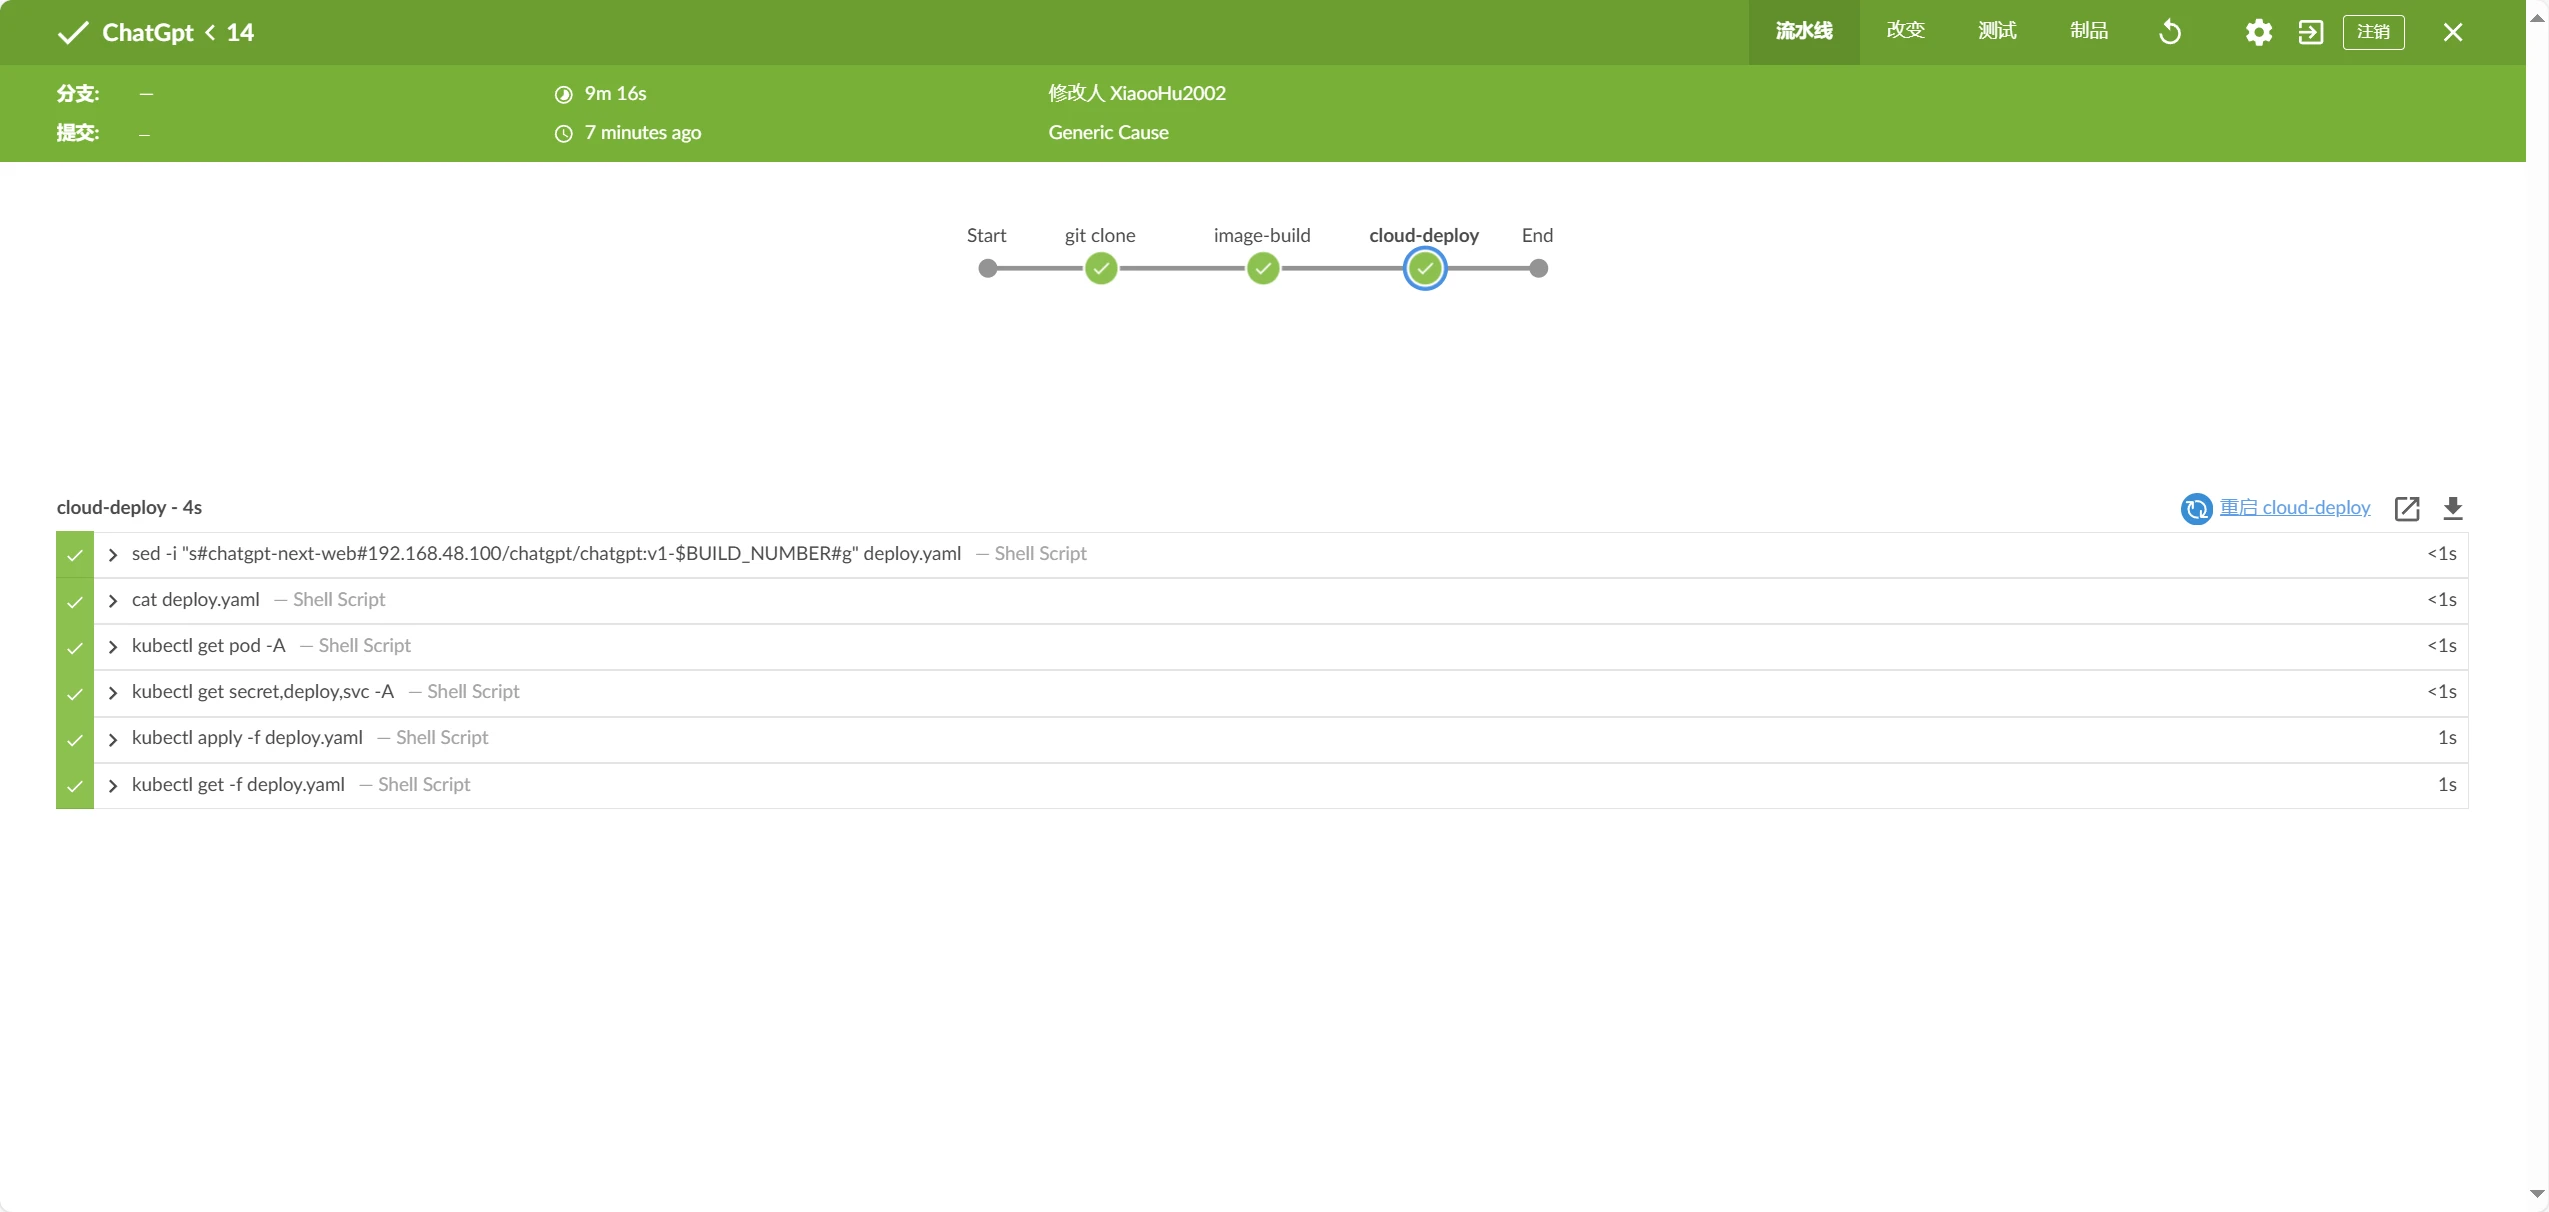 ChatGpt < 14
流水线 改变 测试 制品 注销
分支: — 9m 16s 修改人 XiaooHu2002
提交: – 7 minutes ago Generic Cause
Start git clone image-build cloud-deploy End
cloud-deploy - 4s 重启 cloud-deploy
sed -i "s#chatgpt-next-web#192.168.48.100/chatgpt/chatgpt:v1-$BUILD_NUMBER#g" deploy.yaml — Shell Script <1s
cat deploy.yaml — Shell Script <1s
kubectl get pod -A — Shell Script <1s
kubectl get secret,deploy,svc -A — Shell Script <1s
kubectl apply -f deploy.yaml — Shell Script 1s
kubectl get -f deploy.yaml — Shell Script 1s